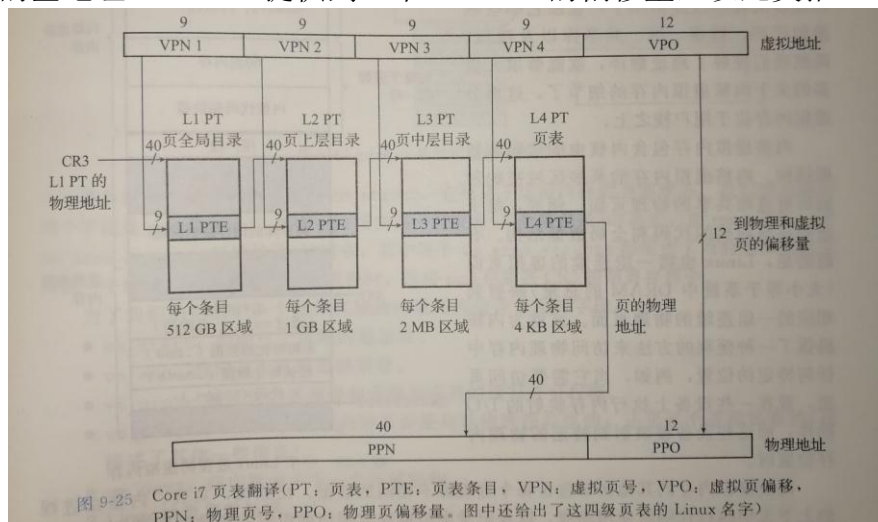 9 9 9 9 12
VPN 1 VPN 2 VPN 3 VPN 4 VPO 虚拟地址
L1 PT L2 PT L3 PT L4 PT
页全局目录 页上层目录 页中层目录 页表
40 40 40 40
CR3
L1 PT 的
物理地址
9 9 9 9
L1 PTE L2 PTE L3 PTE L4 PTE
12 到物理和虚拟
页的偏移量
每个条目 每个条目 每个条目 每个条目 页的物理
512 GB 区域 1 GB 区域 2 MB 区域 4 KB 区域 地址
40
40 12
PPN PPO 物理地址
图 9-25 Core i7 页表翻译(PT:页表,PTE:页表条目,VPN:虚拟页号,VPO:虚拟页偏移,
PPN:物理页号,PPO:物理页偏移量。图中还给出了这四级页表的 Linux 名字)